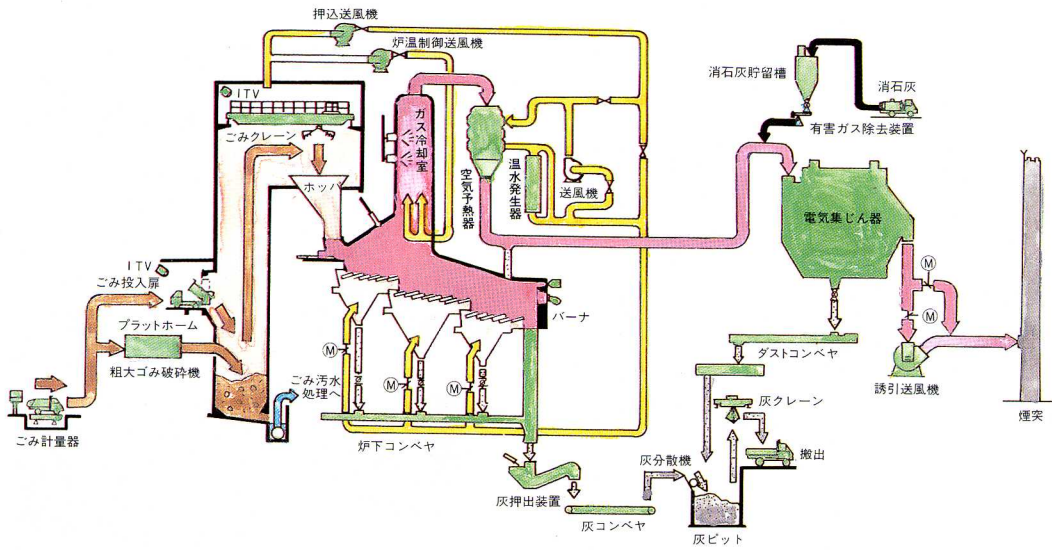 押込送風機
炉温制御送風機
ITV
ごみクレーン
ホッパ
ガス冷却室
空気予熱器
温水発生器
送風機
消石灰貯留槽
消石灰
有害ガス除去装置
電気集じん器
ITV
ごみ投入扉
プラットホーム
粗大ゴみ破砕機
ごみ計量器
ごみ汚水
処理へ
M
M
M
バーナ
炉下コンベヤ
灰押出装置
灰コンベヤ
灰分散機
灰ピット
灰クレーン
搬出
ダストコンベヤ
M
M
誘引送風機
煙突